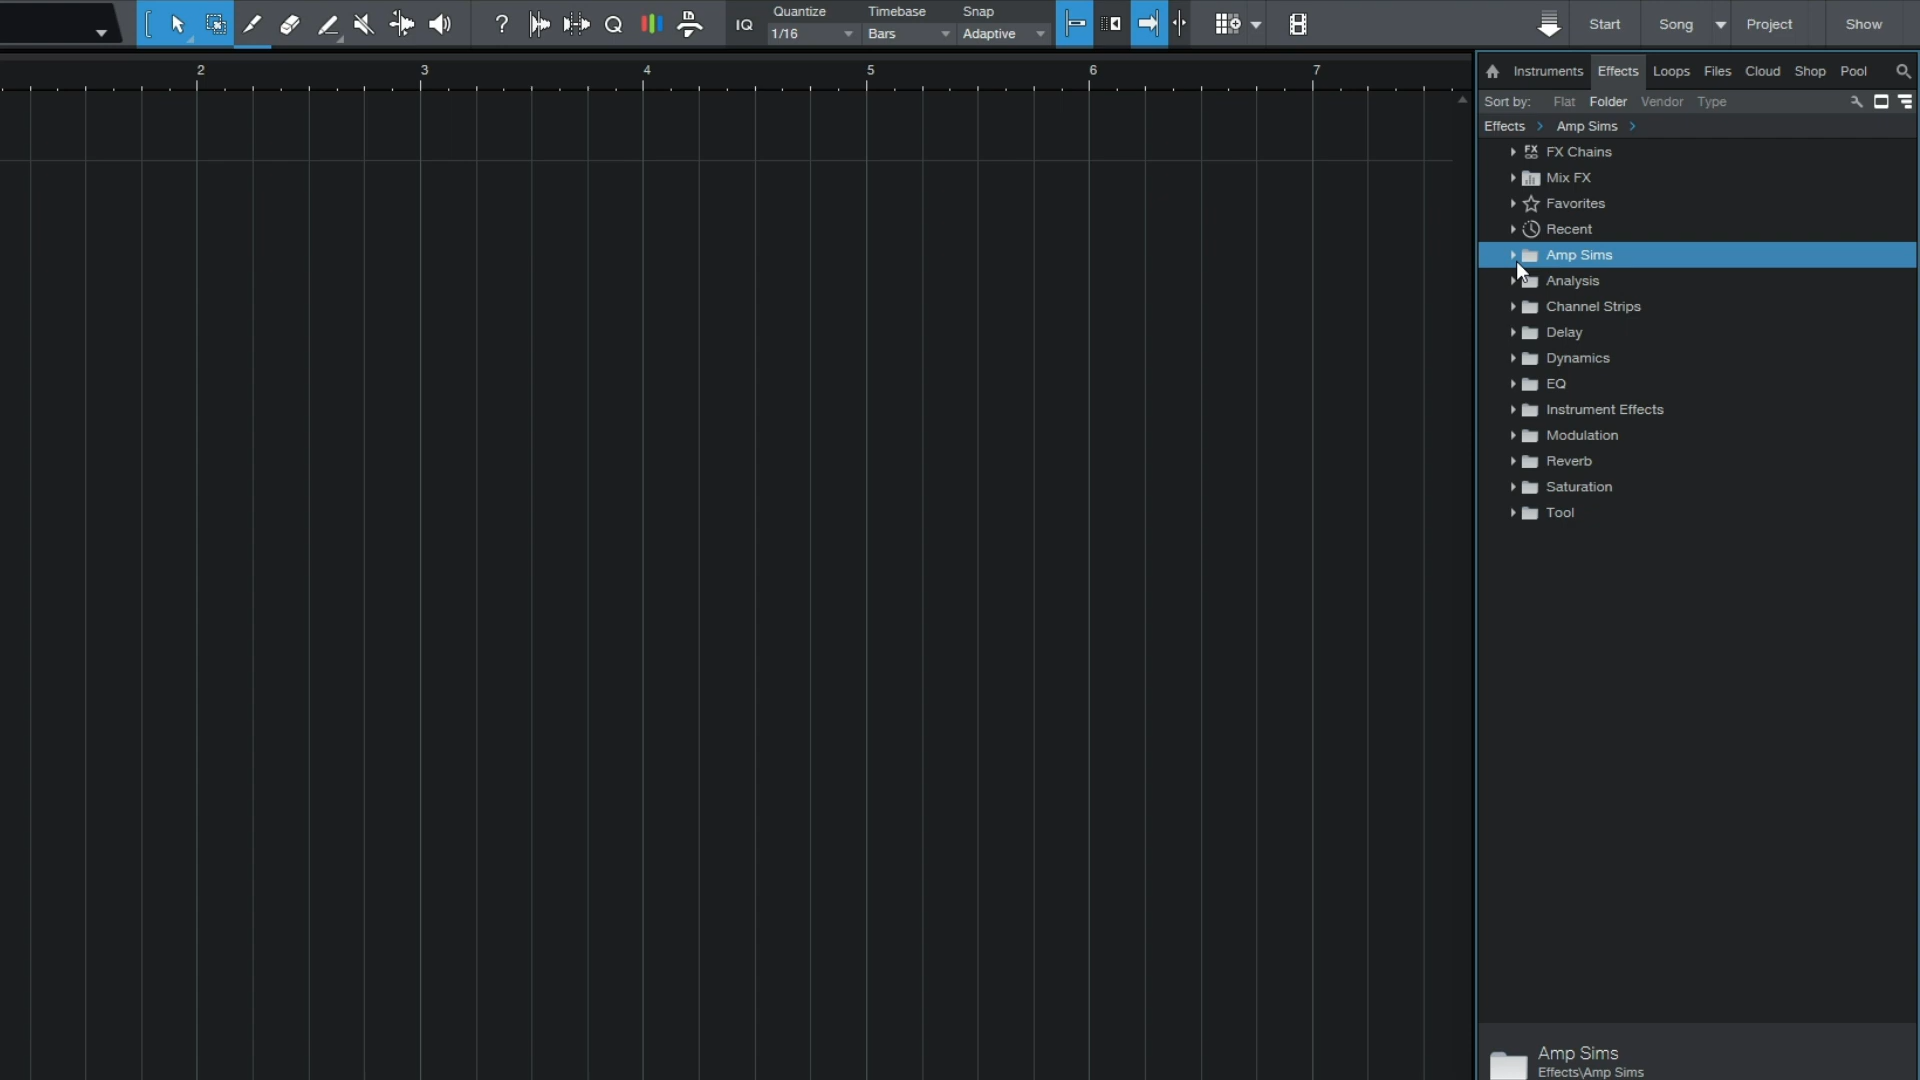 IQ Quantize 1/16 Timebase Bars Snap Adaptive Start Song Project Show
2 3 4 5 6 7
Instruments Effects Loops Files Cloud Shop Pool
Sort by: Flat Folder Vendor Type
Effects > Amp Sims >
FX Chains
Mix FX
Favorites
Recent
Amp Sims
Analysis
Channel Strips
Delay
Dynamics
EQ
Instrument Effects
Modulation
Reverb
Saturation
Tool
Amp Sims
Effects\Amp Sims